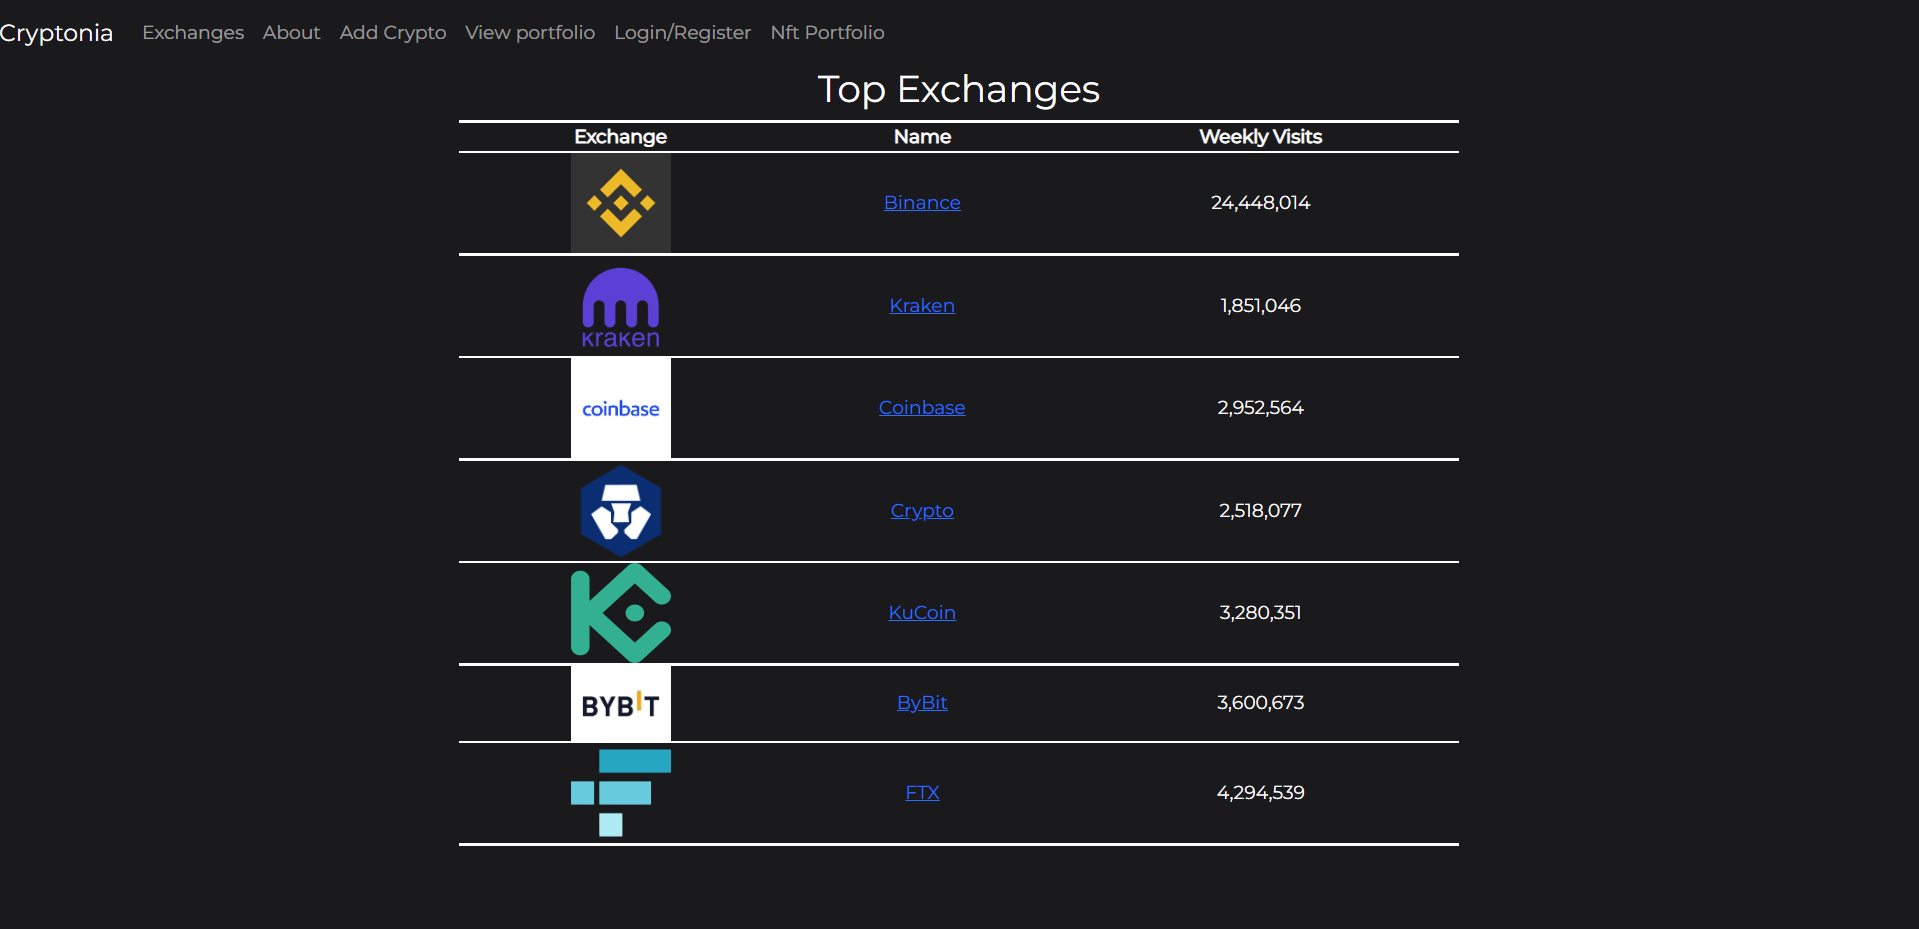 Cryptonia Exchanges About Add Crypto View portfolio Login/Register Nft Portfolio
Top Exchanges
Exchange Name Weekly Visits
Binance 24,448,014
kraken Kraken 1,851,046
coinbase Coinbase 2,952,564
Crypto 2,518,077
KuCoin 3,280,351
BYBIT ByBit 3,600,673
FTX 4,294,539